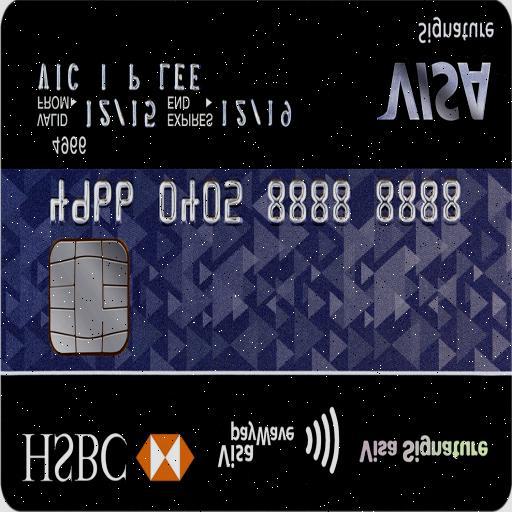 HSBC
Visa
payWave
Visa Signature
4966 0405 8888 8888
4966
VALID
FROM
12/15
EXPIRES
END
12/19
VIC I P LEE
VISA
Signature